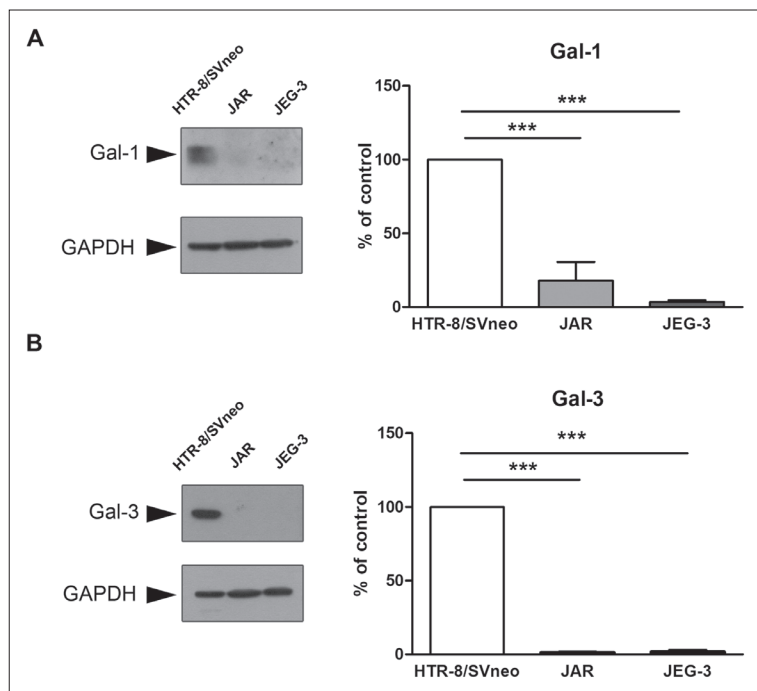 A
HTR-8/SVneo
JAR
JEG-3
Gal-1
GAPDH
Gal-1
% of control
150
100
50
0
***
***
HTR-8/SVneo
JAR
JEG-3
B
HTR-8/SVneo
JAR
JEG-3
Gal-3
GAPDH
Gal-3
% of control
150
100
50
0
***
***
HTR-8/SVneo
JAR
JEG-3